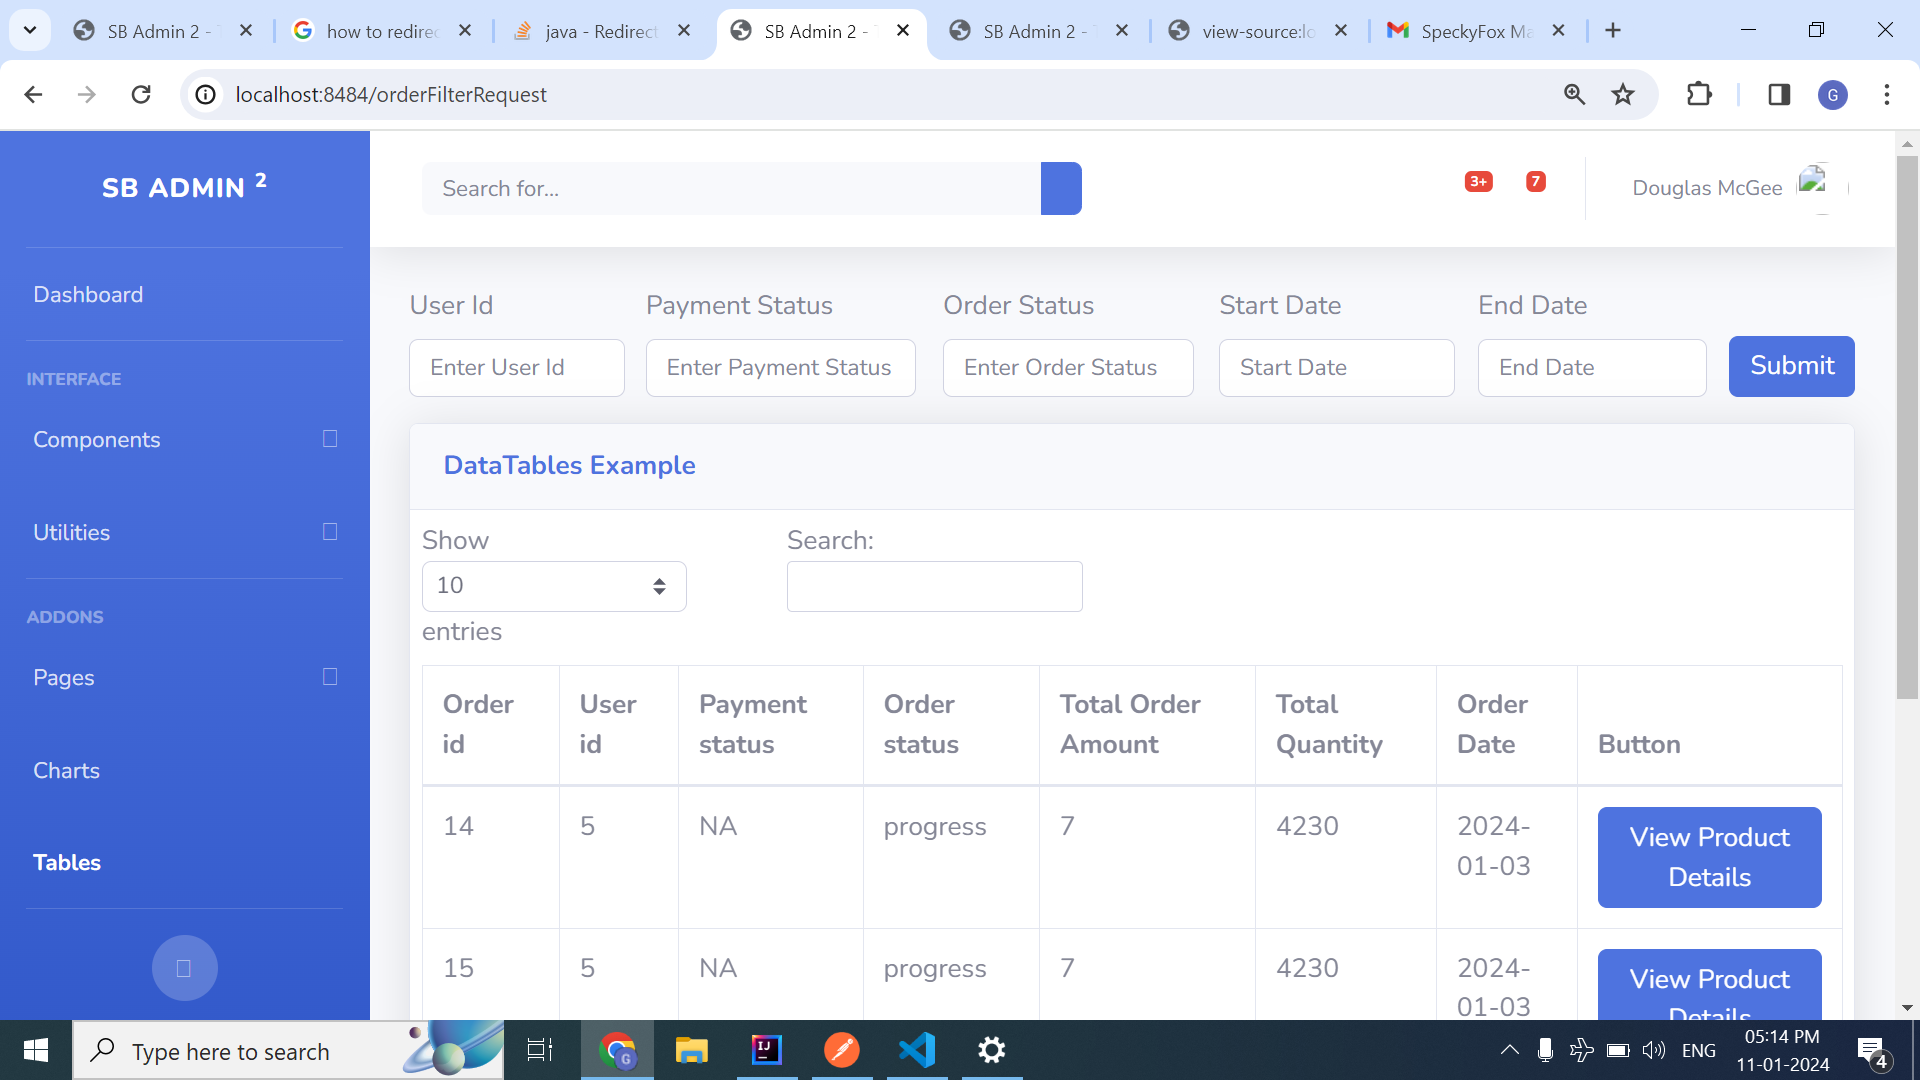 SB Admin 2 - T
how to redirec
java - Redirect
SB Admin 2 - T
SB Admin 2 - T
view-source:lo
SpeckyFox Ma
localhost:8484/orderFilterRequest
G
SB ADMIN 2
Search for...
3+
7
Douglas McGee
Dashboard
INTERFACE
Components
Utilities
ADDONS
Pages
Charts
Tables
User Id Payment Status Order Status Start Date End Date
Enter User Id Enter Payment Status Enter Order Status Start Date End Date Submit
DataTables Example
Show Search:
10
entries
Order id User id Payment status Order status Total Order Amount Total Quantity Order Date Button
14 5 NA progress 7 4230 2024-01-03 View Product Details
15 5 NA progress 7 4230 2024-01-03 View Product Details
Type here to search
G
IJ
ENG
05:14 PM
11-01-2024
4